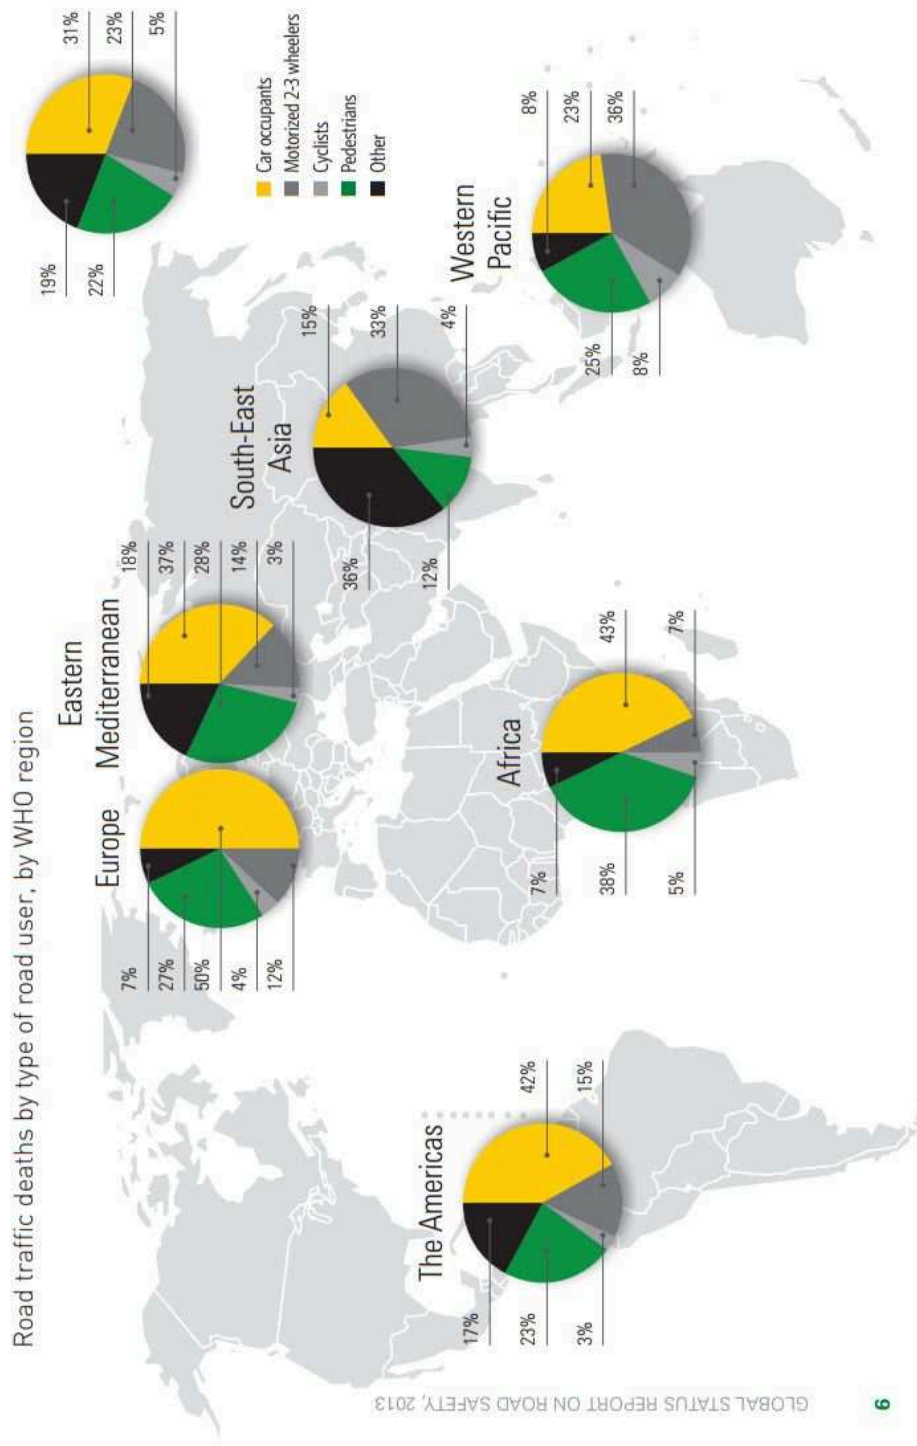 Road traffic deaths by type of road user, by WHO region
31%
23%
5%
19%
22%
Car occupants
Motorized 2-3 wheelers
Cyclists
Pedestrians
Other
Europe
7%
27%
50%
4%
12%
Eastern
Mediterranean
18%
37%
28%
14%
3%
South-East
Asia
15%
33%
4%
36%
12%
Western
Pacific
8%
23%
36%
25%
8%
The Americas
17%
23%
3%
42%
15%
Africa
7%
38%
5%
43%
7%
GLOBAL STATUS REPORT ON ROAD SAFETY, 2013
6